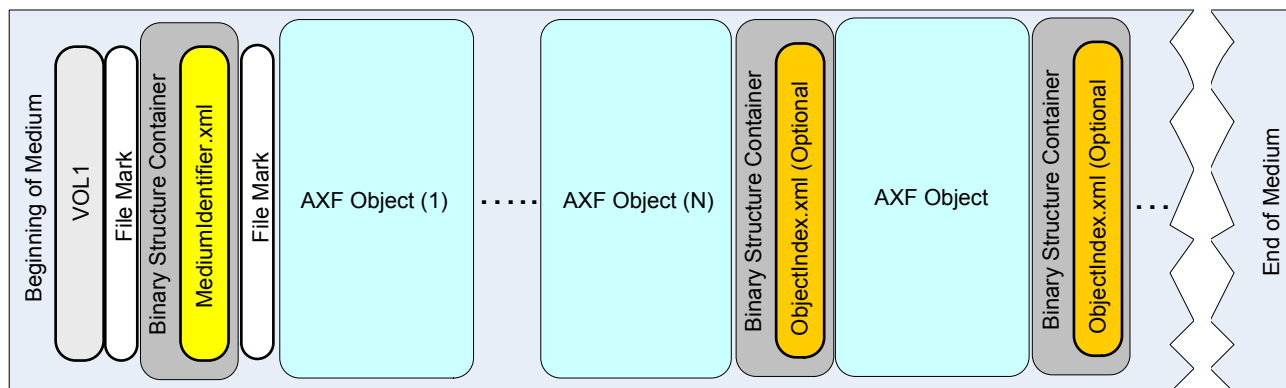 Beginning of Medium
VOL1
File Mark
Binary Structure Container
MediumIdentifier.xml
File Mark
AXF Object (1)
.....
AXF Object (N)
Binary Structure Container
ObjectIndex.xml (Optional
AXF Object
Binary Structure Container
ObjectIndex.xml (Optional
...
End of Medium